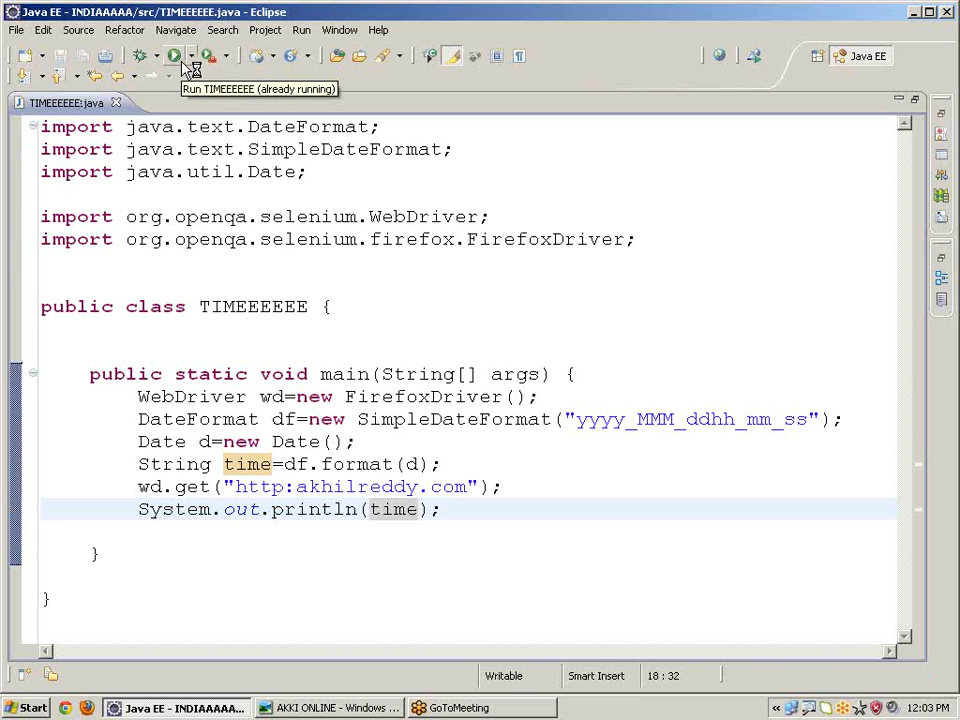 Java EE - INDIAAAAA/src/TIMEEEEEE.java - Eclipse
File Edit Source Refactor Navigate Search Project Run Window Help
Java EE
Run TIMEEEEEE (already running)
TIMEEEEEE.java
import java.text.DateFormat;
import java.text.SimpleDateFormat;
import java.util.Date;
import org.openqa.selenium.WebDriver;
import org.openqa.selenium.firefox.FirefoxDriver;
public class TIMEEEEEE {
public static void main(String[] args) {
WebDriver wd=new FirefoxDriver();
DateFormat df=new SimpleDateFormat("yyyy_MMM_ddhh_mm_ss");
Date d=new Date();
String time=df.format(d);
wd.get("http:akhilreddy.com");
System.out.println(time);
}
}
Writable Smart Insert 18 : 32
Start Java EE - INDIAAAAA... AKKI ONLINE - Windows ... GoToMeeting 12:03 PM